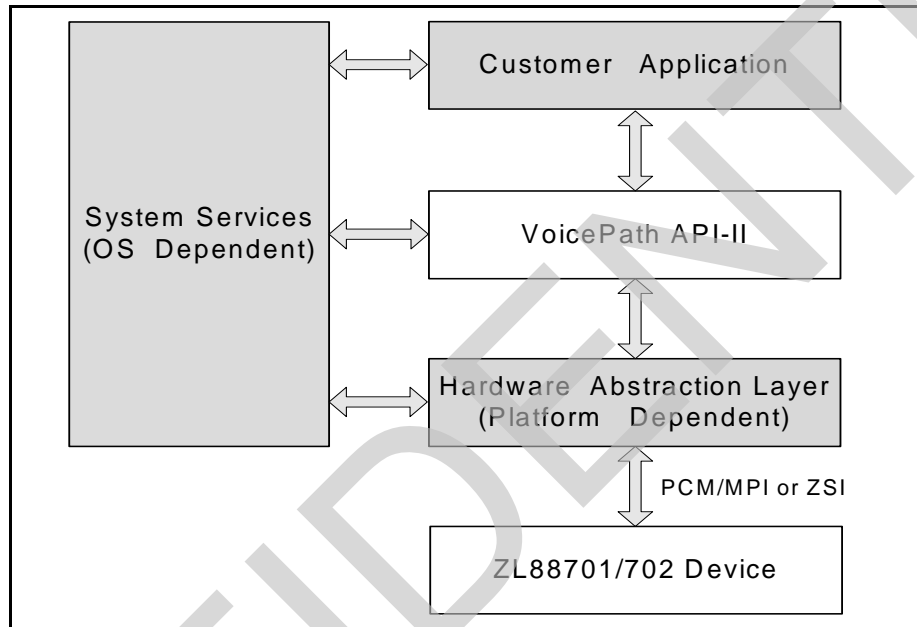 Customer Application
System Services
(OS Dependent)
VoicePath API-II
Hardware Abstraction Layer
(Platform Dependent)
PCM/MPI or ZSI
ZL88701/702 Device